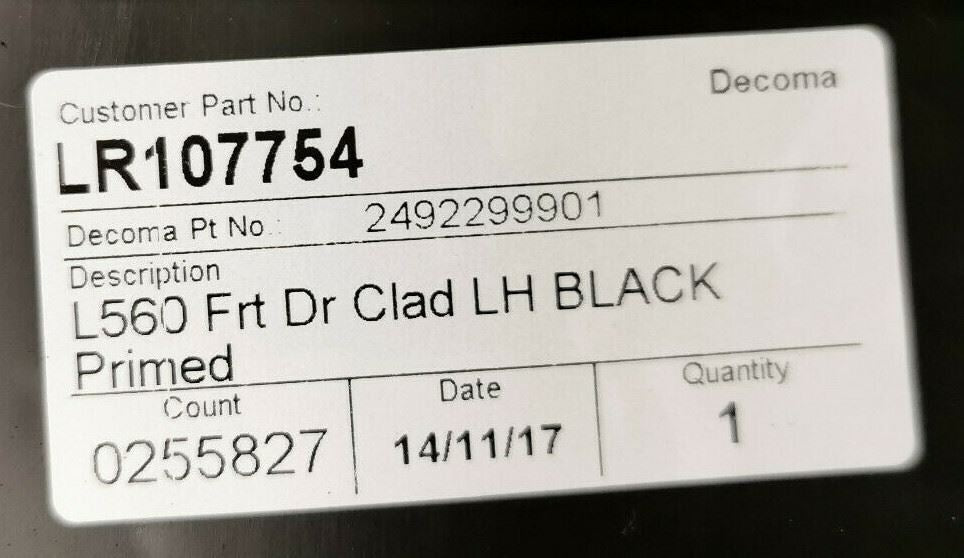 Decoma
Customer Part No.:
LR107754
Decoma Pt No.: 2492299901
Description
L560 Frt Dr Clad LH BLACK
Primed
Count Date Quantity
0255827 14/11/17 1